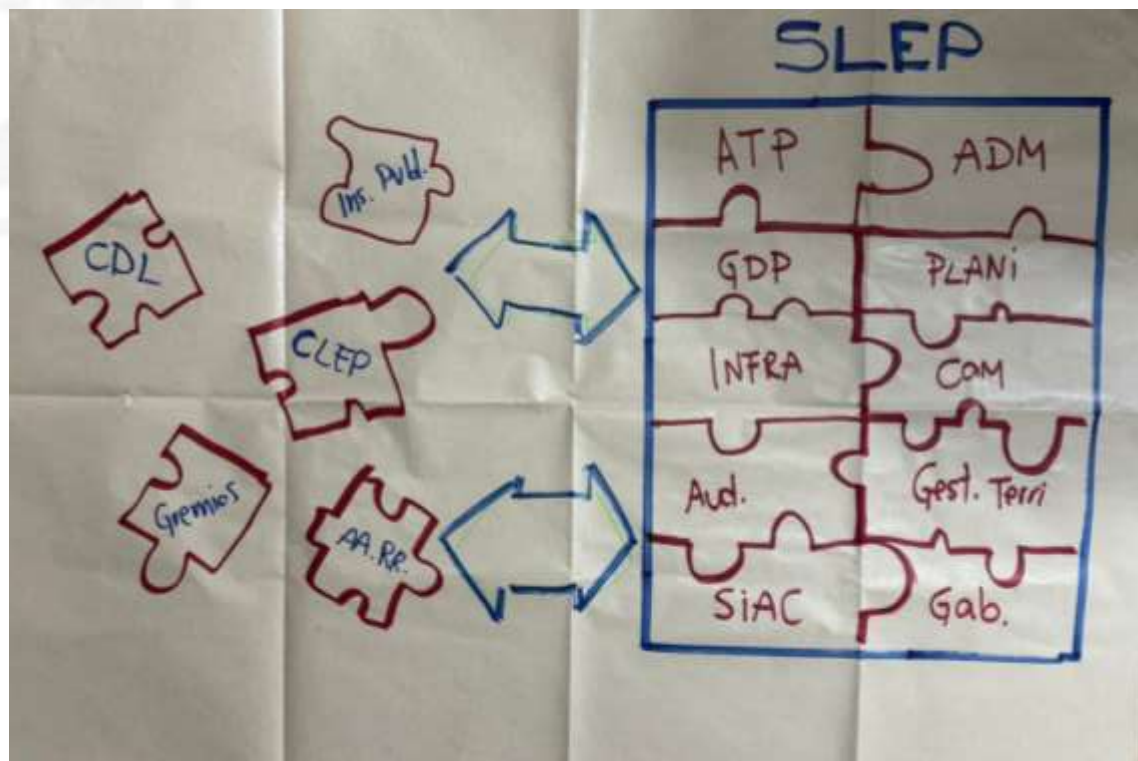 SLEP
Ins. Publ.
CDL
CLEP
Gremios
AA.RR.
ATP
ADM
GDP
PLANi
INFRA
COM
Aud.
Gest. Terri
SiAC
Gab.